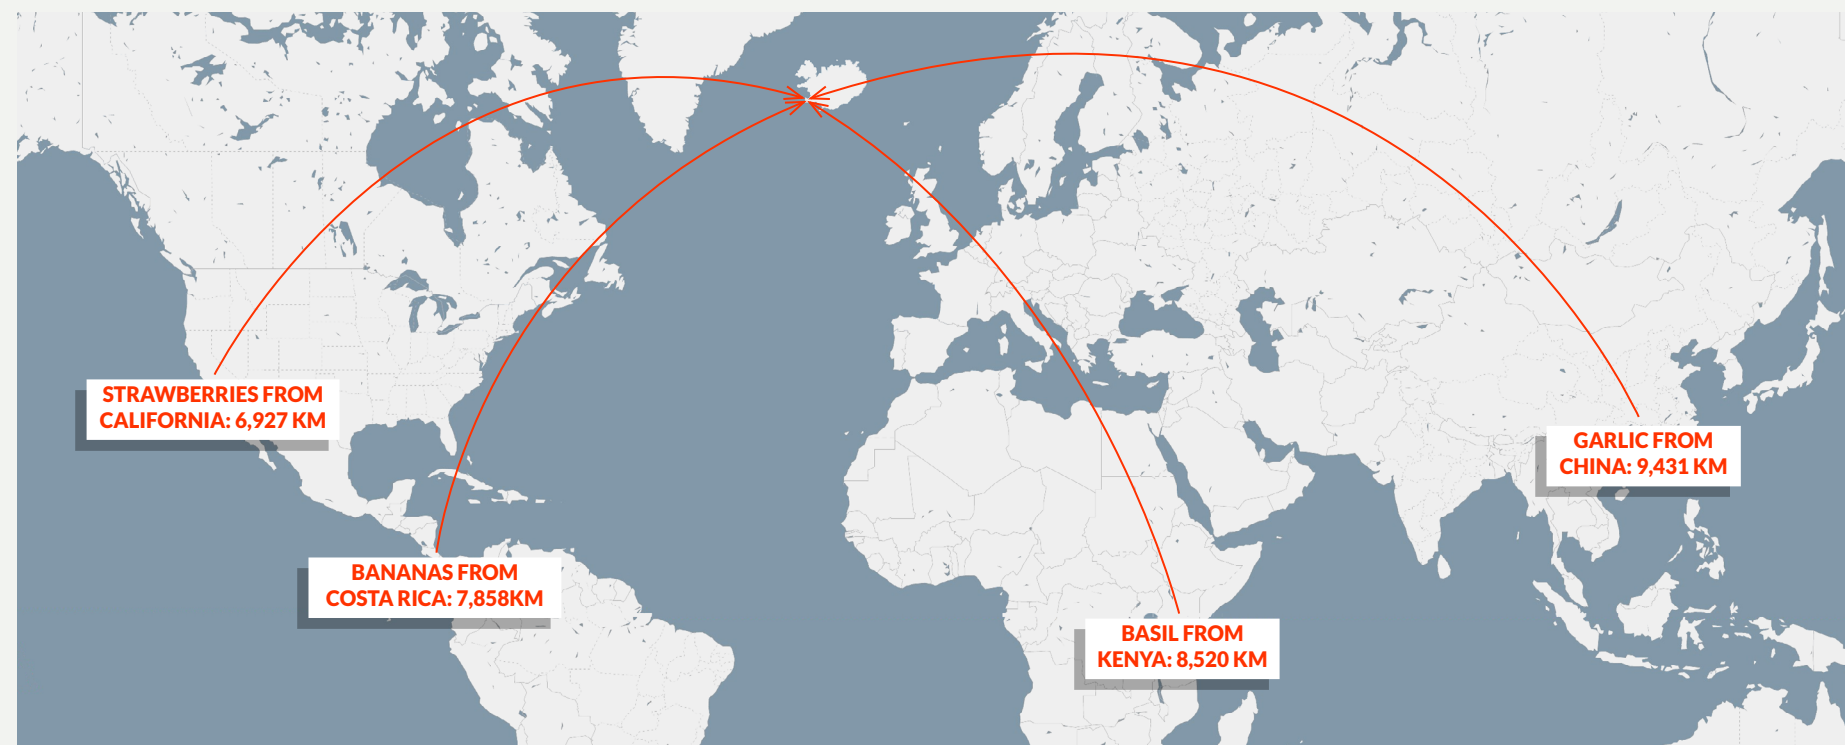 STRAWBERRIES FROM
CALIFORNIA: 6,927 KM
BANANAS FROM
COSTA RICA: 7,858KM
BASIL FROM
KENYA: 8,520 KM
GARLIC FROM
CHINA: 9,431 KM